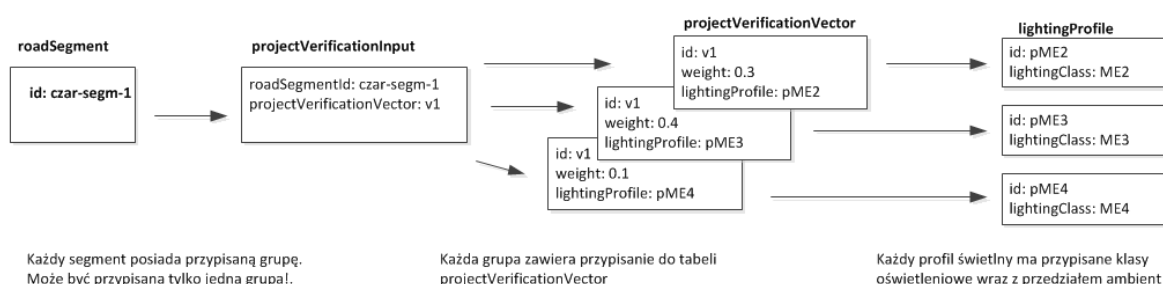 roadSegment
id: czar-segm-1
projectVerificationInput
roadSegmentId: czar-segm-1
projectVerificationVector: v1
projectVerificationVector
id: v1
weight: 0.3
lightingProfile: pME2
id: v1
weight: 0.4
lightingProfile: pME3
id: v1
weight: 0.1
lightingProfile: pME4
lightingProfile
id: pME2
lightingClass: ME2
id: pME3
lightingClass: ME3
id: pME4
lightingClass: ME4
Każdy segment posiada przypisaną grupę.
Może być przypisana tylko jedna grupa!.
Każda grupa zawiera przypisanie do tabeli
projectVerificationVector
Każdy profil świetlny ma przypisane klasy
oświetleniowe wraz z przedziałem ambient